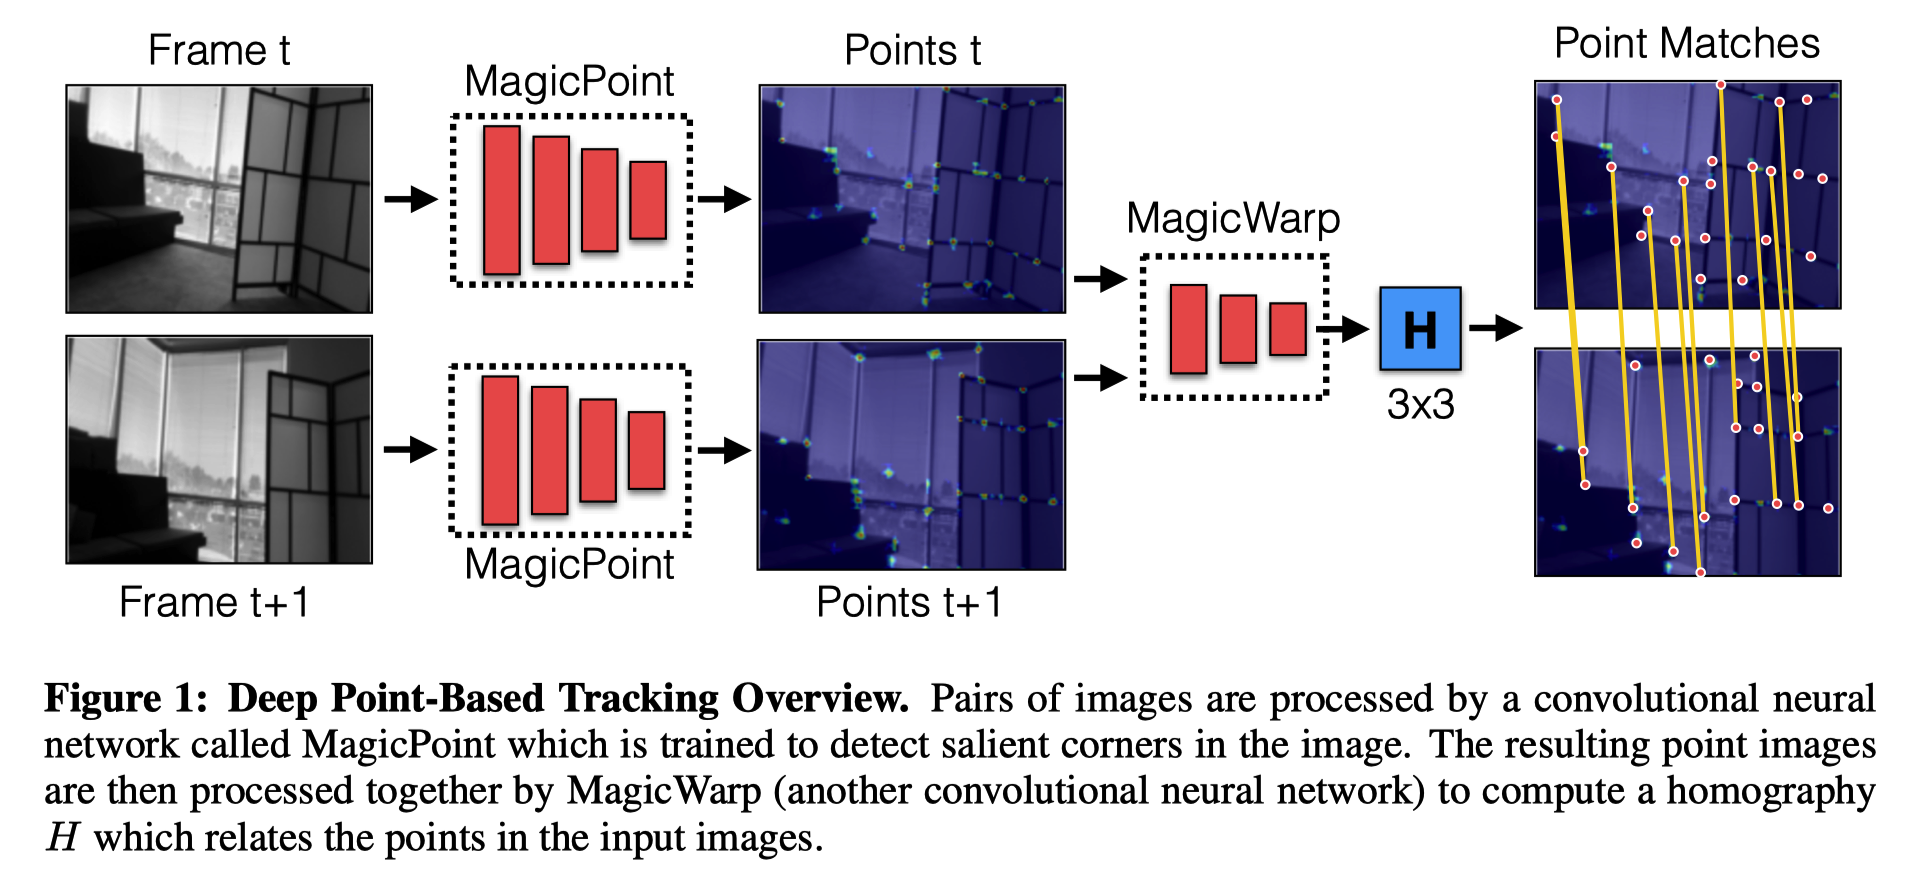 Frame t
MagicPoint
Points t
Point Matches
MagicWarp
H
3x3
MagicPoint
Frame t+1
Points t+1
Figure 1: Deep Point-Based Tracking Overview. Pairs of images are processed by a convolutional neural
network called MagicPoint which is trained to detect salient corners in the image. The resulting point images
are then processed together by MagicWarp (another convolutional neural network) to compute a homography
H which relates the points in the input images.